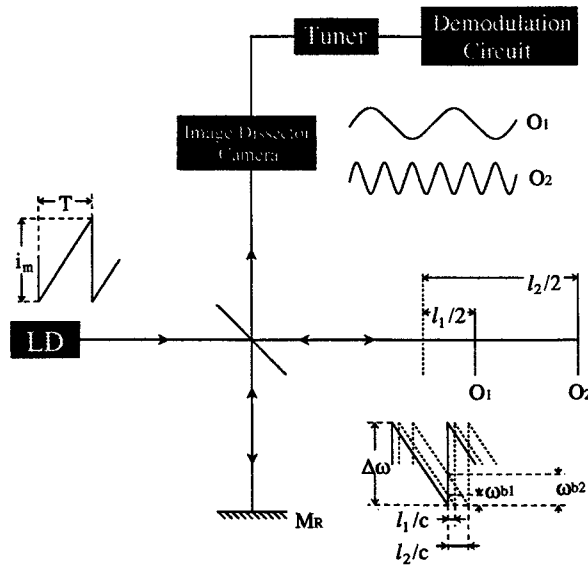 Tuner
Demodulation
Circuit
Image Dissector
Camera
O1
O2
T
im
LD
l2/2
l1/2
O1
O2
Δω
ωb1
ωb2
l1/c
l2/c
MR